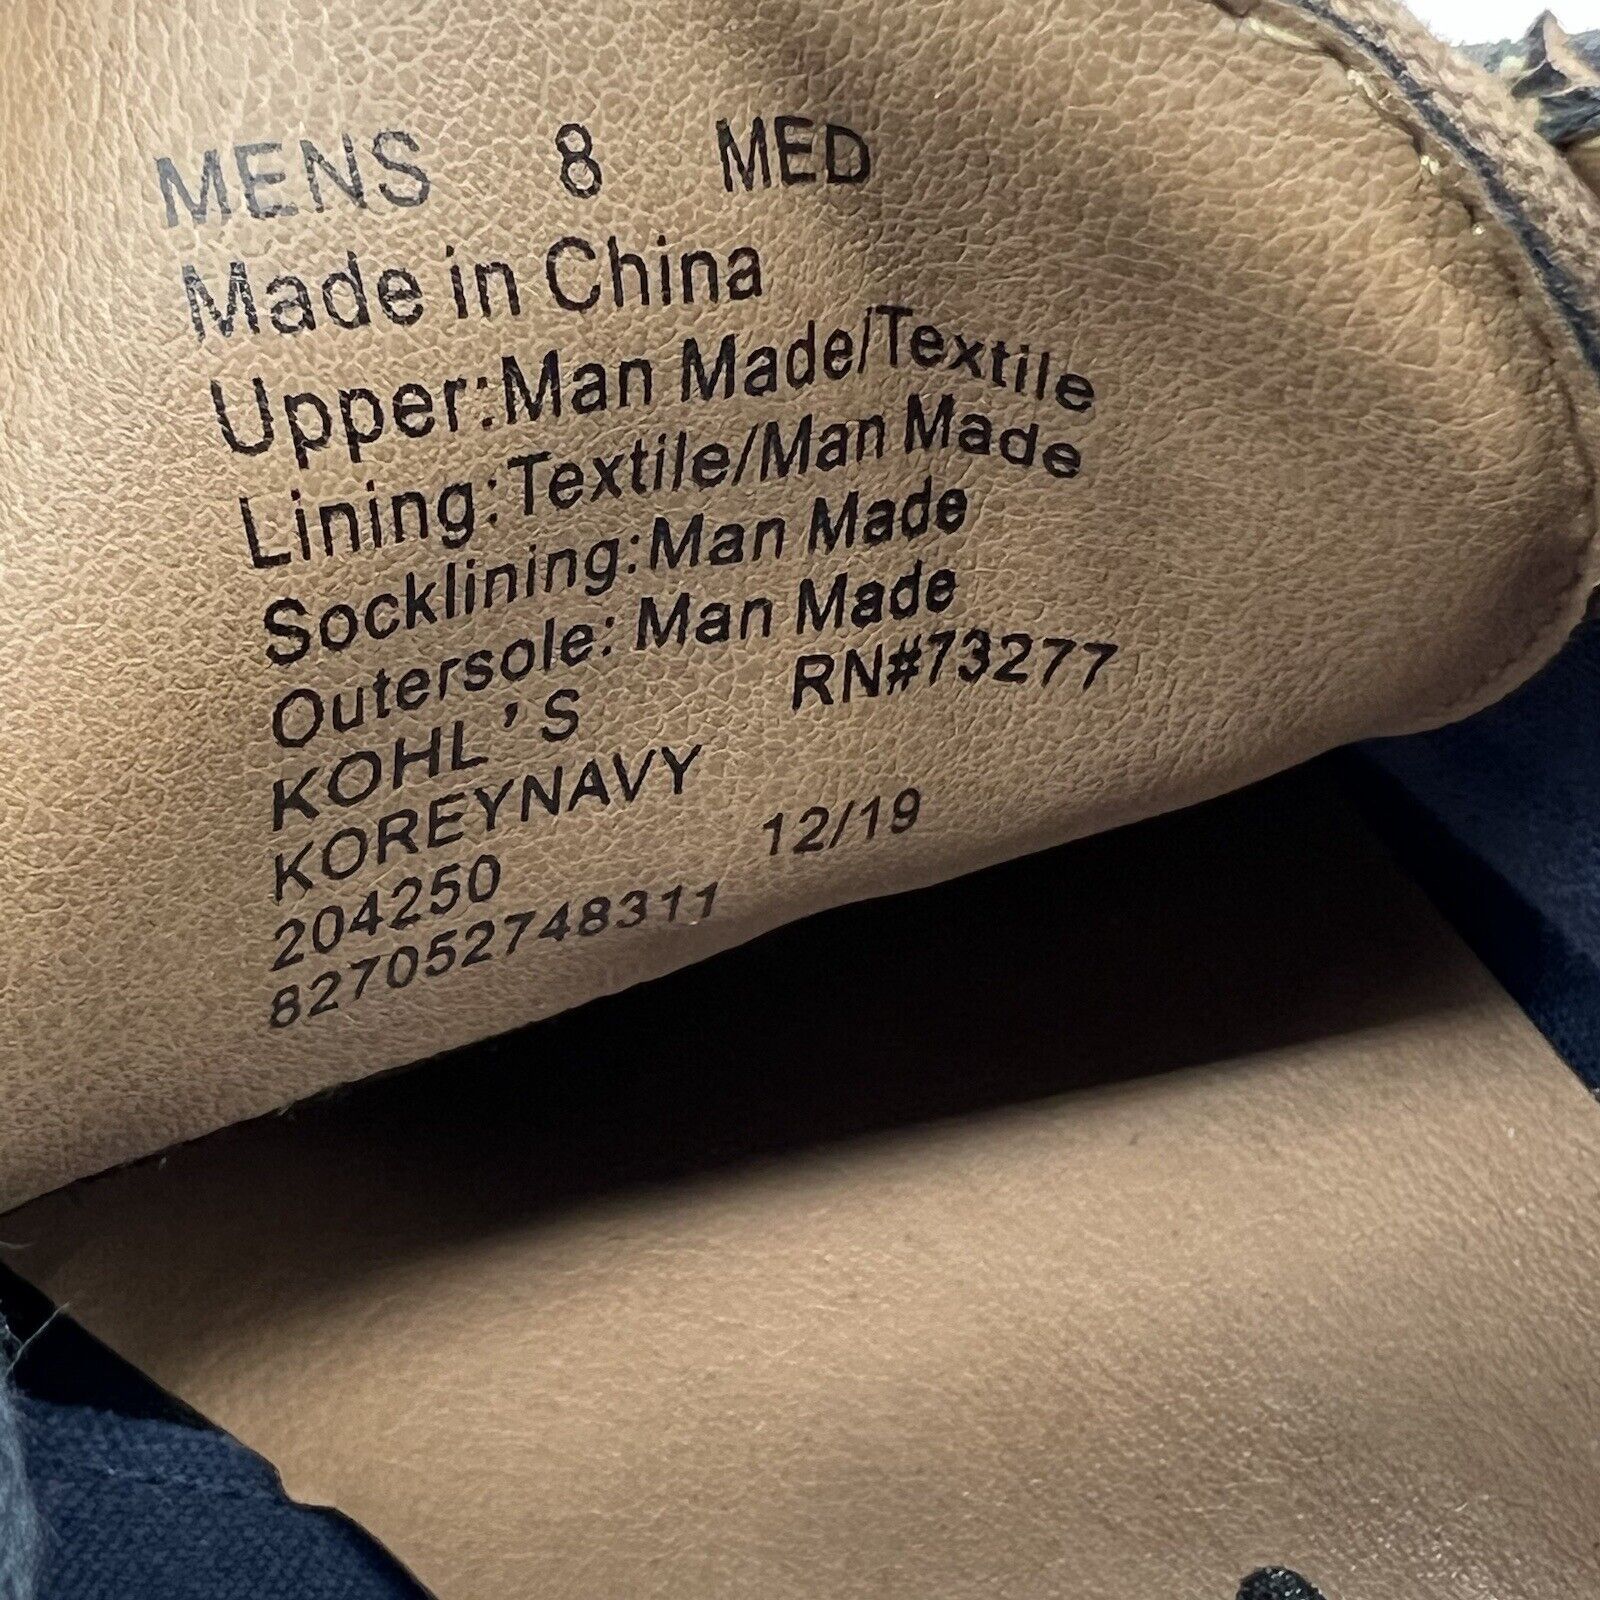 MENS 8 MED
Made in China
Upper:Man Made/Textile
Lining:Textile/Man Made
Socklining:Man Made
Outersole: Man Made
KOHL'S RN#73277
KOREYNAVY
204250 12/19
827052748311